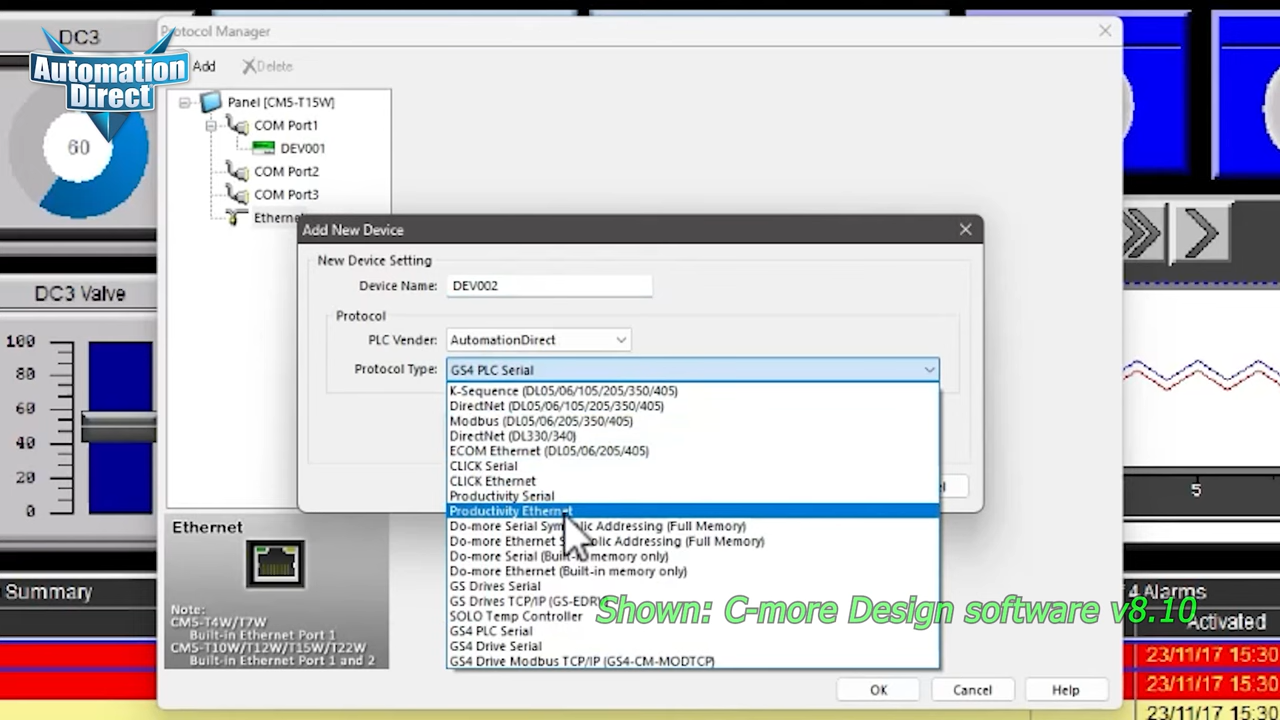 DC3
Automation
Direct
60
Protocol Manager
Add
Delete
Panel [CM5-T15W]
COM Port1
DEV001
COM Port2
COM Port3
Add New Device
New Device Setting
Device Name: DEV002
Protocol
PLC Vender: AutomationDirect
Protocol Type: GS4 PLC Serial
K-Sequence (DL05/06/105/205/350/405)
DirectNet (DL05/06/105/205/350/405)
Modbus (DL05/06/205/350/405)
DirectNet (DL330/340)
ECOM Ethernet (DL05/06/205/405)
CLICK Serial
CLICK Ethernet
Productivity Serial
Productivity Ethernet
Do-more Serial Symbolic Addressing (Full Memory)
Do-more Ethernet Symbolic Addressing (Full Memory)
Do-more Serial (Built-in memory only)
Do-more Ethernet (Built-in memory only)
GS Drives Serial
GS Drives TCP/IP (GS-EDRV
SOLO Temp Controller
GS4 PLC Serial
GS4 Drive Serial
GS4 Drive Modbus TCP/IP (GS4-CM-MODTCP)
DC3 Valve
100
80
60
40
20
0
Ethernet
Note:
CM5-T4W/T7W
Built-in Ethernet Port 1
CM5-T10W/T12W/T15W/T22W
Built-in Ethernet Port 1 and 2
Summary
OK
Cancel
Help
Shown: C-more Design software v8.10
5
4 Alarms
Activated
23/11/17 15:30
23/11/17 15:30
23/11/17 15:30